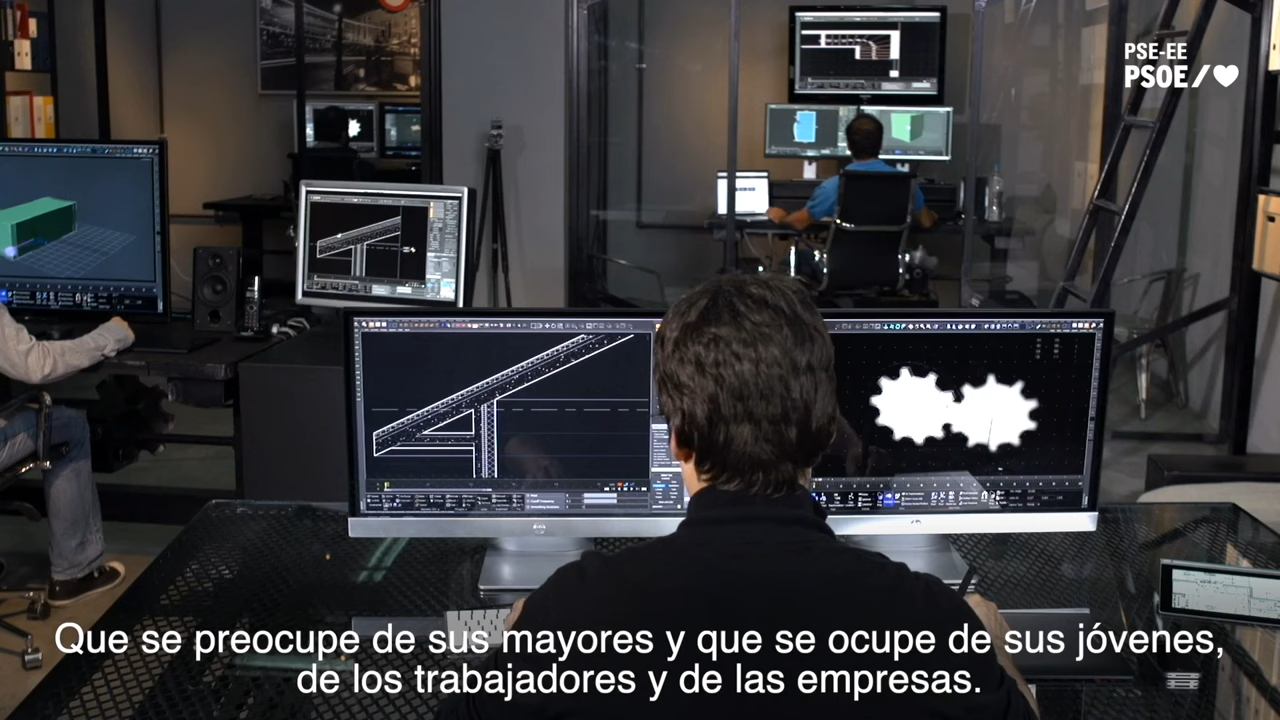 PSE-EE
PSOE/
Que se preocupe de sus mayores y que se ocupe de sus jóvenes,
de los trabajadores y de las empresas.